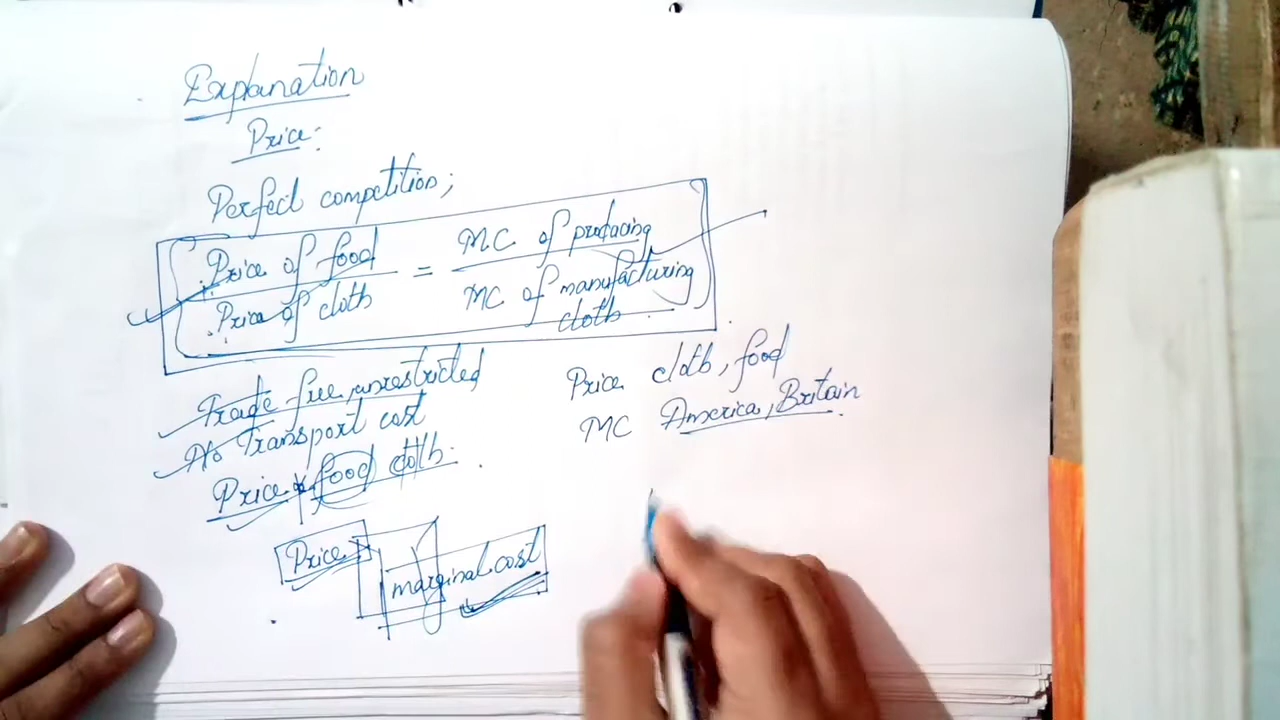 Explanation
Price:
Perfect competition;
Price of food = MC of producing
Price of cloth MC of manufacturing
cloth
Trade free, unrestricted
No Transport cost
Price food cloth.
Price
marginal cost
Price cloth, food
MC America, Britain